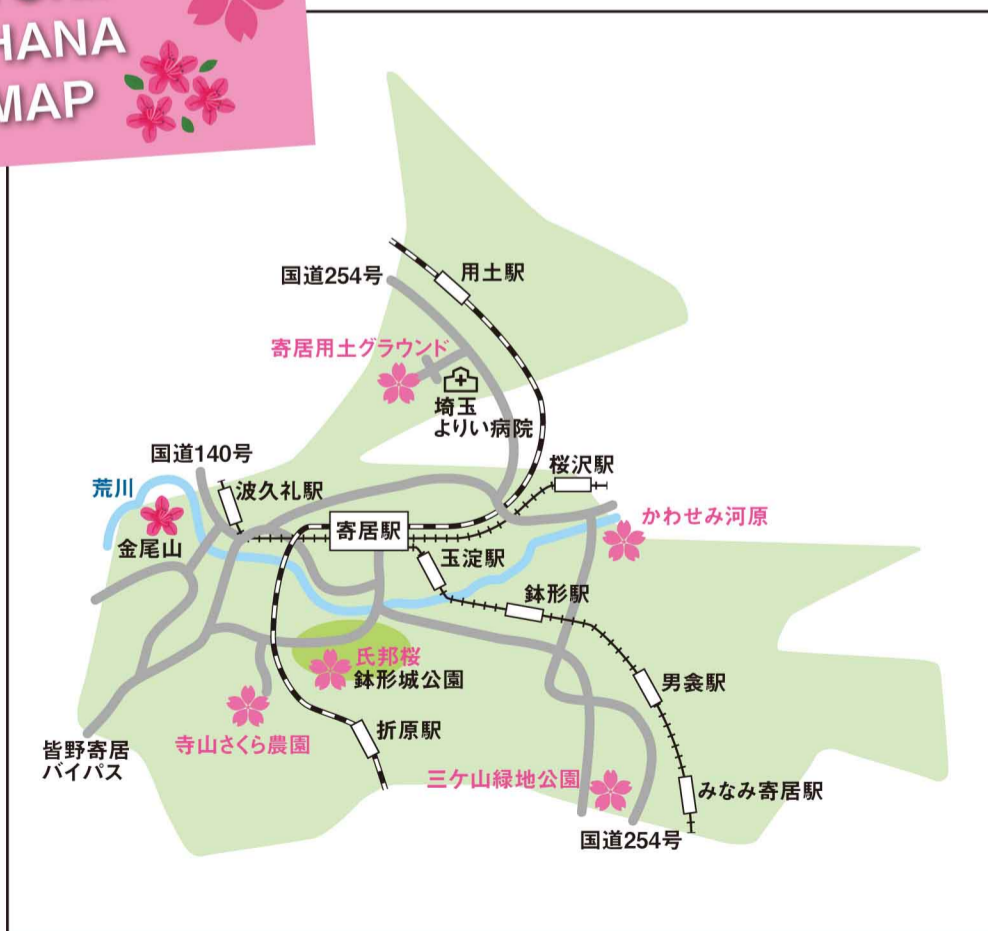 HANA
MAP
用土駅
国道254号
寄居用土グラウンド
埼玉
よりい病院
国道140号
桜沢駅
荒川
波久礼駅
かわせみ河原
寄居駅
金尾山
玉淀駅
鉢形駅
氏邦桜
鉢形城公園
男衾駅
寺山さくら農園
折原駅
皆野寄居
バイパス
三ケ山緑地公園
みなみ寄居駅
国道254号